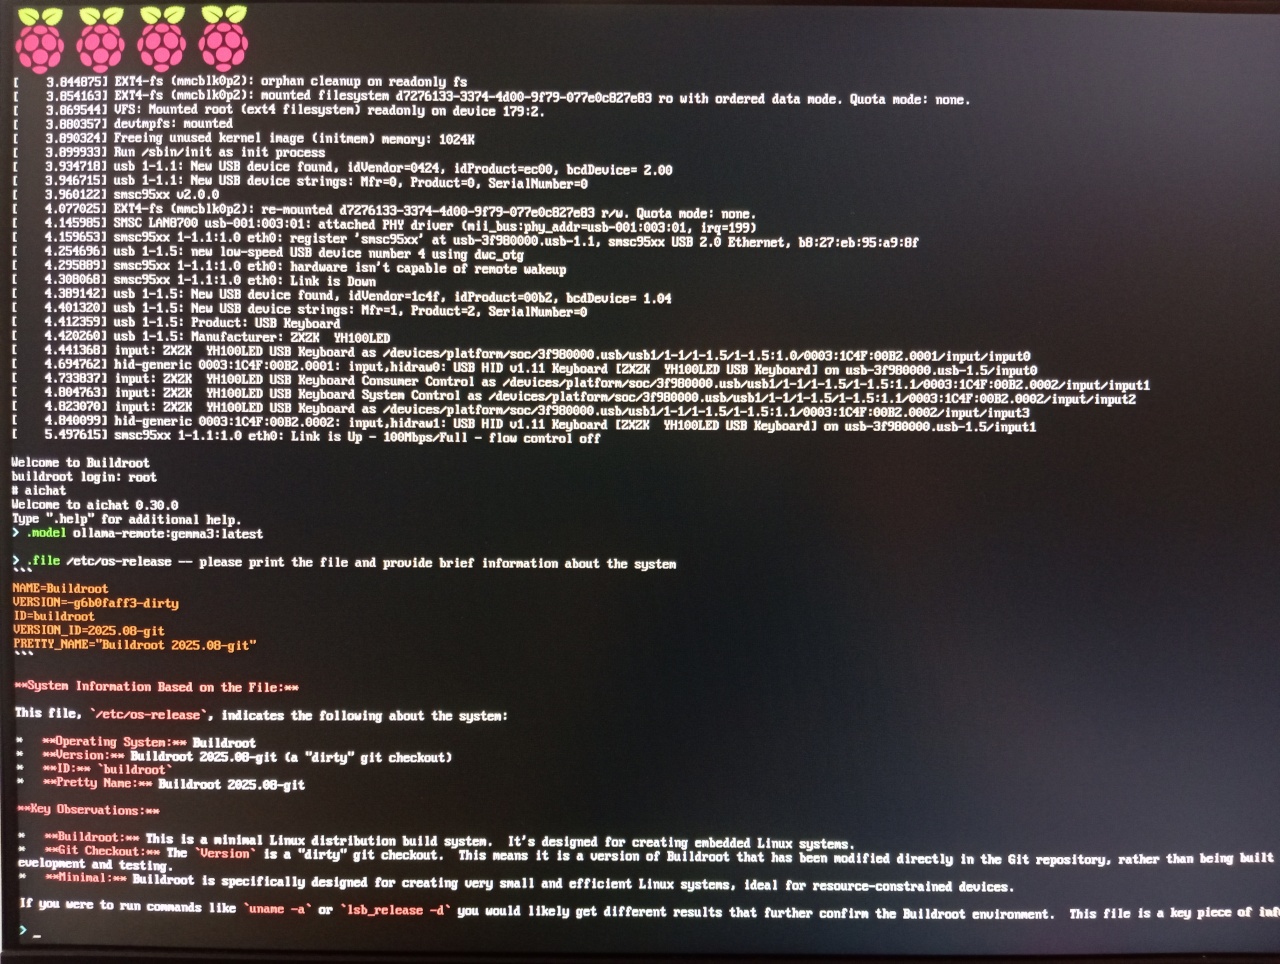 [    3.844875] EXT4-fs (mmcblk0p2): orphan cleanup on readonly fs
[    3.854163] EXT4-fs (mmcblk0p2): mounted filesystem d7276133-3374-4d00-9f79-077e0c827e83 ro with ordered data mode. Quota mode: none.
[    3.869544] VFS: Mounted root (ext4 filesystem) readonly on device 179:2.
[    3.880357] devtmpfs: mounted
[    3.890324] Freeing unused kernel image (initmem) memory: 1024K
[    3.899933] Run /sbin/init as init process
[    3.934718] usb 1-1.1: New USB device found, idVendor=0424, idProduct=ec00, bcdDevice= 2.00
[    3.946715] usb 1-1.1: New USB device strings: Mfr=0, Product=0, SerialNumber=0
[    3.960122] smsc95xx v2.0.0
[    4.077025] EXT4-fs (mmcblk0p2): re-mounted d7276133-3374-4d00-9f79-077e0c827e83 r/w. Quota mode: none.
[    4.145985] SMSC LAN8700 usb-001:003:01: attached PHY driver (mii_bus:phy_addr=usb-001:003:01, irq=199)
[    4.159653] smsc95xx 1-1.1:1.0 eth0: register 'smsc95xx' at usb-3f980000.usb-1.1, smsc95xx USB 2.0 Ethernet, b8:27:eb:95:a9:8f
[    4.254696] usb 1-1.5: new low-speed USB device number 4 using dwc_otg
[    4.295889] smsc95xx 1-1.1:1.0 eth0: hardware isn't capable of remote wakeup
[    4.308068] smsc95xx 1-1.1:1.0 eth0: Link is Down
[    4.389142] usb 1-1.5: New USB device found, idVendor=1c4f, idProduct=00b2, bcdDevice= 1.04
[    4.401320] usb 1-1.5: New USB device strings: Mfr=1, Product=2, SerialNumber=0
[    4.412359] usb 1-1.5: Product: USB Keyboard
[    4.420260] usb 1-1.5: Manufacturer: ZXZK  YH100LED
[    4.441368] input: ZXZK  YH100LED USB Keyboard as /devices/platform/soc/3f980000.usb/usb1/1-1/1-1.5/1-1.5:1.0/0003:1C4F:00B2.0001/input/input0
[    4.694762] hid-generic 0003:1C4F:00B2.0001: input,hidraw0: USB HID v1.11 Keyboard [ZXZK  YH100LED USB Keyboard] on usb-3f980000.usb-1.5/input0
[    4.733837] input: ZXZK  YH100LED USB Keyboard Consumer Control as /devices/platform/soc/3f980000.usb/usb1/1-1/1-1.5/1-1.5:1.1/0003:1C4F:00B2.0002/input/input1
[    4.804763] input: ZXZK  YH100LED USB Keyboard System Control as /devices/platform/soc/3f980000.usb/usb1/1-1/1-1.5/1-1.5:1.1/0003:1C4F:00B2.0002/input/input2
[    4.823070] input: ZXZK  YH100LED USB Keyboard as /devices/platform/soc/3f980000.usb/usb1/1-1/1-1.5/1-1.5:1.1/0003:1C4F:00B2.0002/input/input3
[    4.840099] hid-generic 0003:1C4F:00B2.0002: input,hidraw1: USB HID v1.11 Keyboard [ZXZK  YH100LED USB Keyboard] on usb-3f980000.usb-1.5/input1
[    5.497615] smsc95xx 1-1.1:1.0 eth0: Link is Up - 100Mbps/Full - flow control off
Welcome to Buildroot
buildroot login: root
# aichat
Welcome to aichat 0.30.0
Type ".help" for additional help.
> .model ollama-remote:gemma3:latest
> .file /etc/os-release -- please print the file and provide brief information about the system
```
NAME=Buildroot
VERSION=-g6b0faff3-dirty
ID=buildroot
VERSION_ID=2025.08-git
PRETTY_NAME="Buildroot 2025.08-git"
```
**System Information Based on the File:**
This file, `/etc/os-release`, indicates the following about the system:
*   **Operating System:** Buildroot
*   **Version:** Buildroot 2025.08-git (a "dirty" git checkout)
*   **ID:** `buildroot`
*   **Pretty Name:** Buildroot 2025.08-git
**Key Observations:**
*   **Buildroot:** This is a minimal Linux distribution build system.  It's designed for creating embedded Linux systems.
*   **Git Checkout:** The `Version` is a "dirty" git checkout.  This means it is a version of Buildroot that has been modified directly in the Git repository, rather than being built
evelopment and testing.
*   **Minimal:** Buildroot is specifically designed for creating very small and efficient Linux systems, ideal for resource-constrained devices.
If you were to run commands like `uname -a` or `lsb_release -d` you would likely get different results that further confirm the Buildroot environment.  This file is a key piece of inf
> _